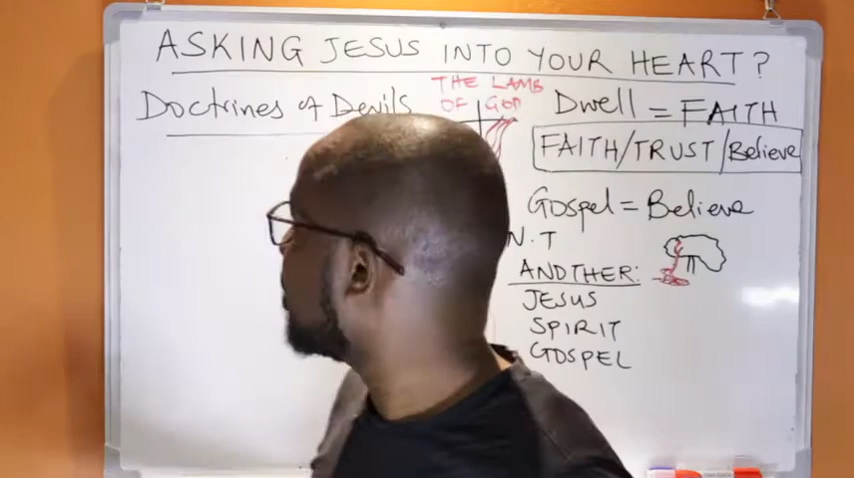 ASKING JESUS INTO YOUR HEART?
Doctrines of Devils
THE LAMB
OF GOD
Dwell = FAITH
FAITH/TRUST/Believe
Gospel = Believe
N.T
ANOTHER:
JESUS
SPIRIT
GOSPEL